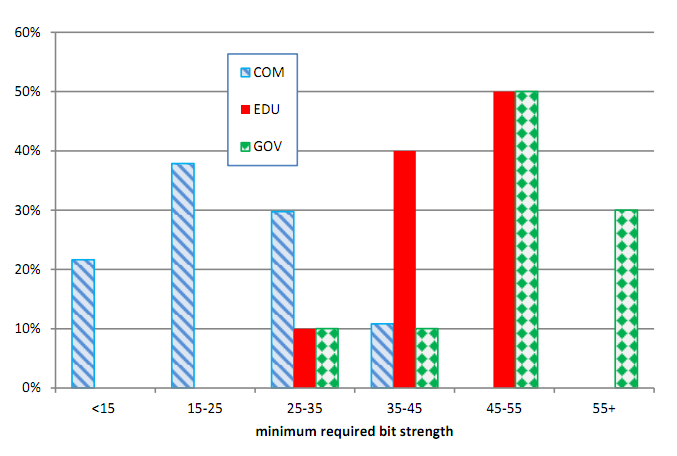 60%
50%
40%
30%
20%
10%
0%
COM
EDU
GOV
<15 15-25 25-35 35-45 45-55 55+
minimum required bit strength